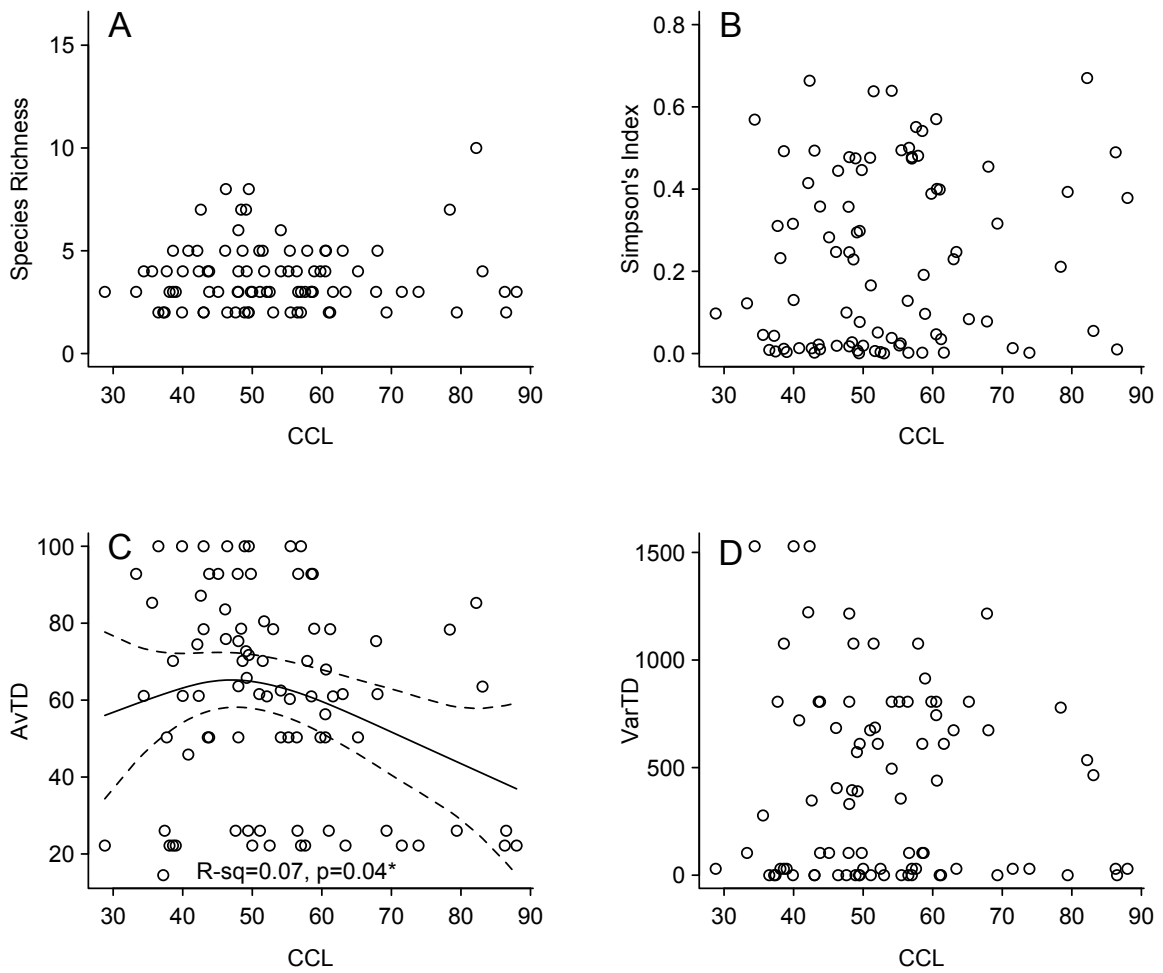 A
15
10
5
0
Species Richness
30 40 50 60 70 80 90
CCL
B
0.8
0.6
0.4
0.2
0.0
Simpson's Index
30 40 50 60 70 80 90
CCL
C
100
80
60
40
20
AvTD
R-sq=0.07, p=0.04*
30 40 50 60 70 80 90
CCL
D
1500
1000
500
0
VarTD
30 40 50 60 70 80 90
CCL